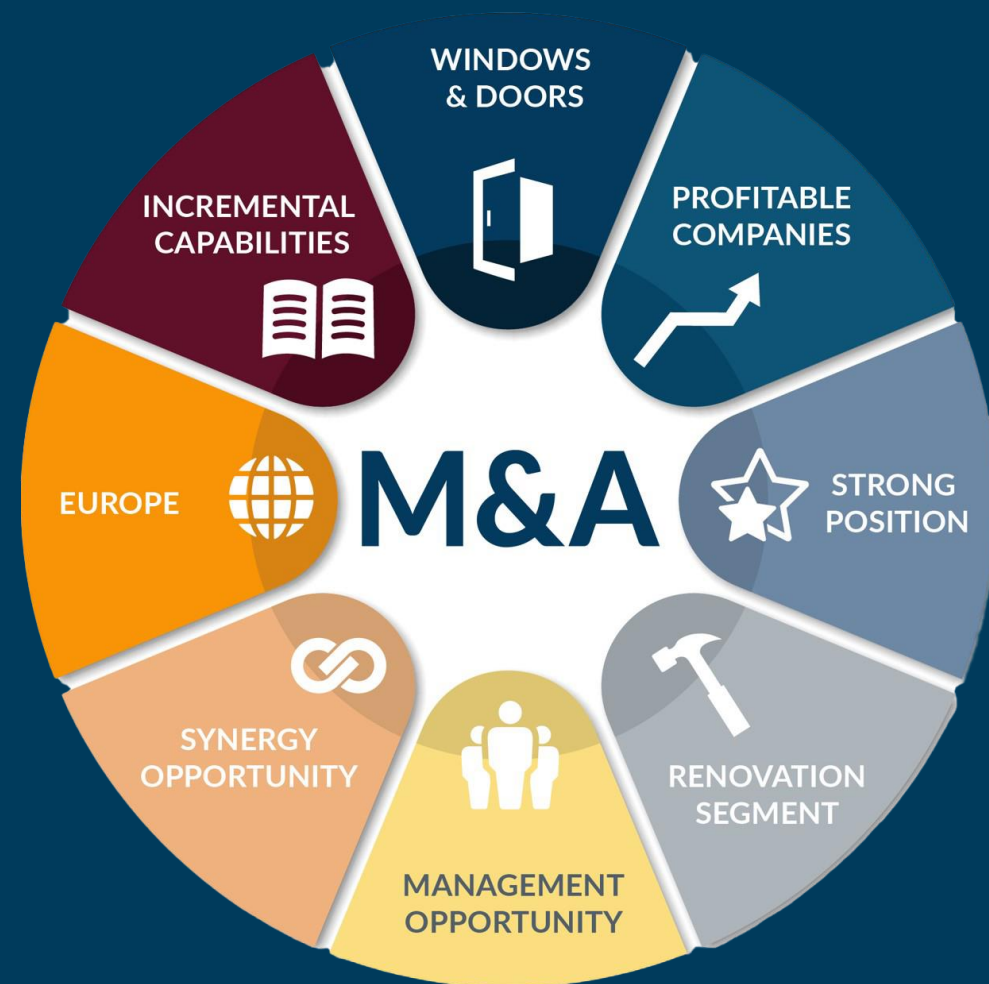 WINDOWS
& DOORS
PROFITABLE
COMPANIES
STRONG
POSITION
RENOVATION
SEGMENT
MANAGEMENT
OPPORTUNITY
SYNERGY
OPPORTUNITY
EUROPE
INCREMENTAL
CAPABILITIES
M&A